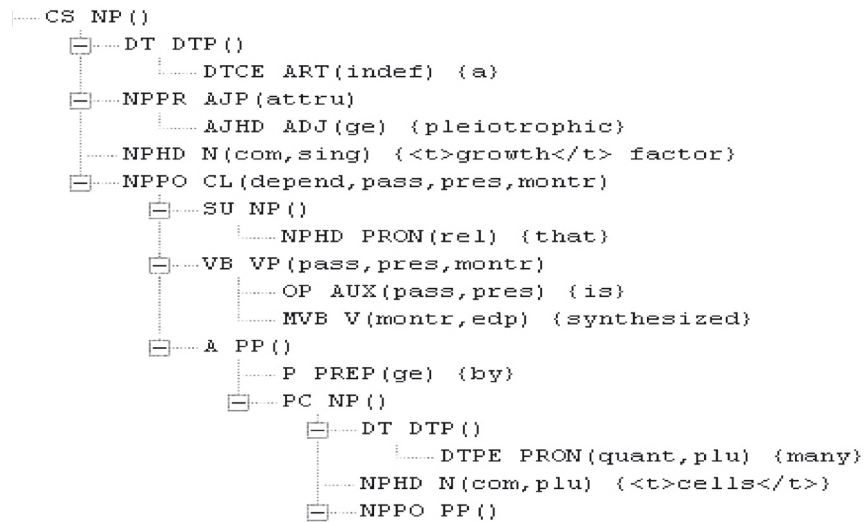 CS NP()
DT DTP()
DTCE ART(indef) {a}
NPPR AJP(attru)
AJHD ADJ(ge) {pleiotrophic}
NPHD N(com,sing) {<t>growth</t> factor}
NPPO CL(depend,pass,pres,montr)
SU NP()
NPHD PRON(rel) {that}
VB VP(pass,pres,montr)
OP AUX(pass,pres) {is}
MVB V(montr,edp) {synthesized}
A PP()
P PREP(ge) {by}
PC NP()
DT DTP()
DTPE PRON(quant,plu) {many}
NPHD N(com,plu) {<t>cells</t>}
NPPO PP()